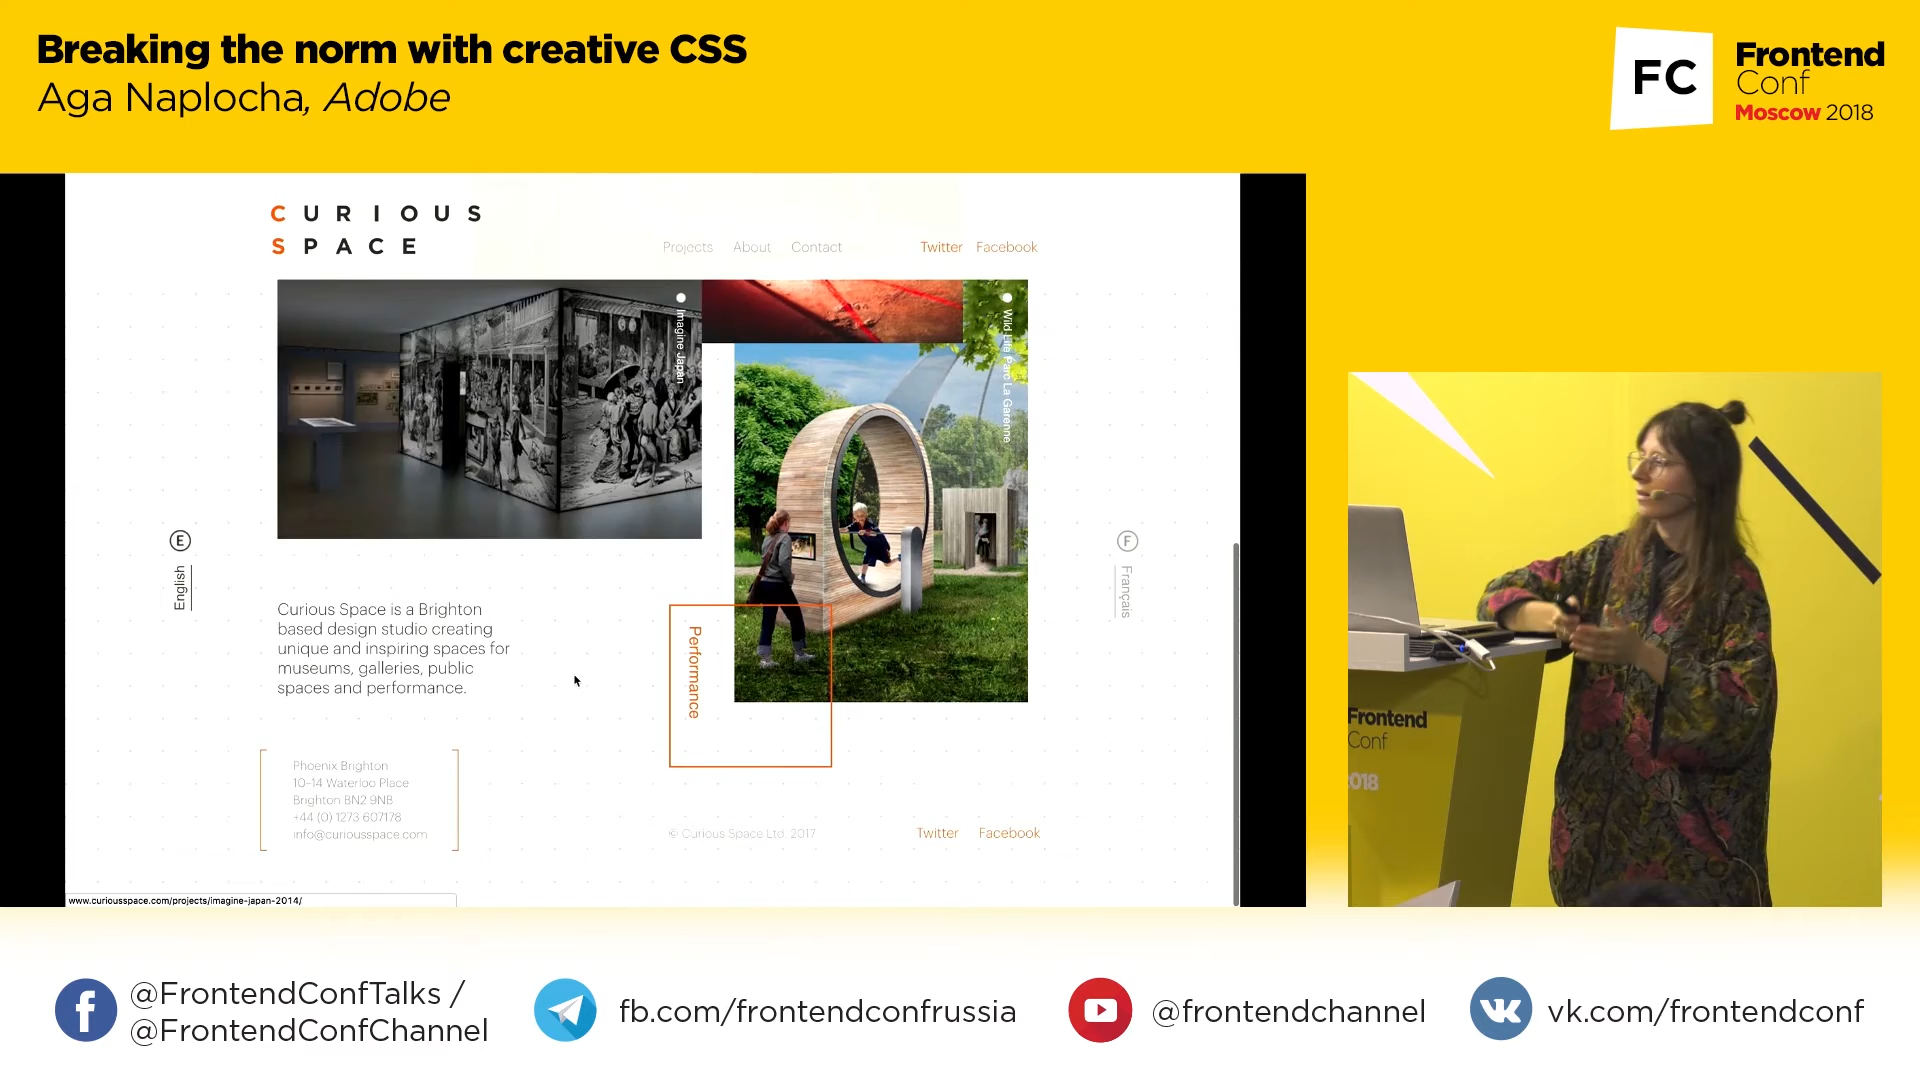 Breaking the norm with creative CSS
Aga Naplocha, Adobe
FC
Frontend
Conf
Moscow 2018
CURIOUS
SPACE
Projects About Contact Twitter Facebook
Imagine Japan
Wild Life Parc La Garenne
E
English
F
Français
Curious Space is a Brighton
based design studio creating
unique and inspiring spaces for
museums, galleries, public
spaces and performance.
Performance
Phoenix Brighton
10-14 Waterloo Place
Brighton BN2 9NB
+44 (0) 1273 607178
info@curiousspace.com
© Curious Space Ltd. 2017
Twitter Facebook
www.curiousspace.com/projects/imagine-japan-2014/
Frontend
Conf
2018
@FrontendConfTalks /
@FrontendConfChannel
fb.com/frontendconfrussia
@frontendchannel
vk.com/frontendconf